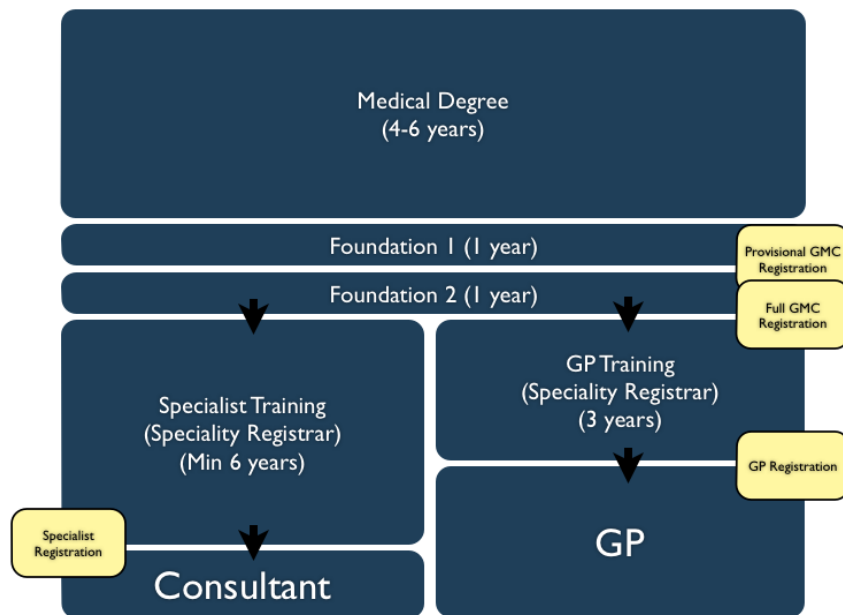 Medical Degree
(4-6 years)
Foundation 1 (1 year)
Provisional GMC
Registration
Foundation 2 (1 year)
Full GMC
Registration
Specialist Training
(Speciality Registrar)
(Min 6 years)
GP Training
(Speciality Registrar)
(3 years)
GP Registration
Specialist
Registration
GP
Consultant